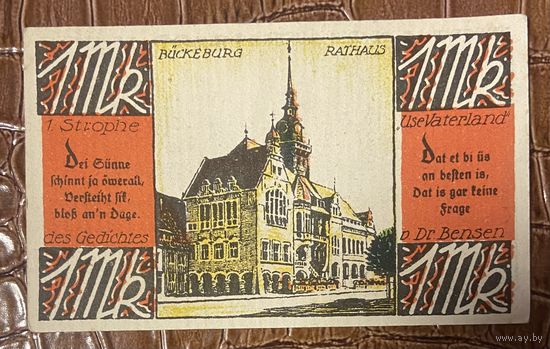 1 Mk
BÜCKEBURG RATHAUS
1 Mk
1. Strophe
Dei Sünne
schinnt ja öwerall,
Versteiht sik,
bloß an'n Dage.
des Gedichtes
1 Mk
„Use Vaterland“
Dat et bi üs
an besten is,
Dat is gar keine
Frage
v. Dr Bensen
1 Mk
www.ay.by